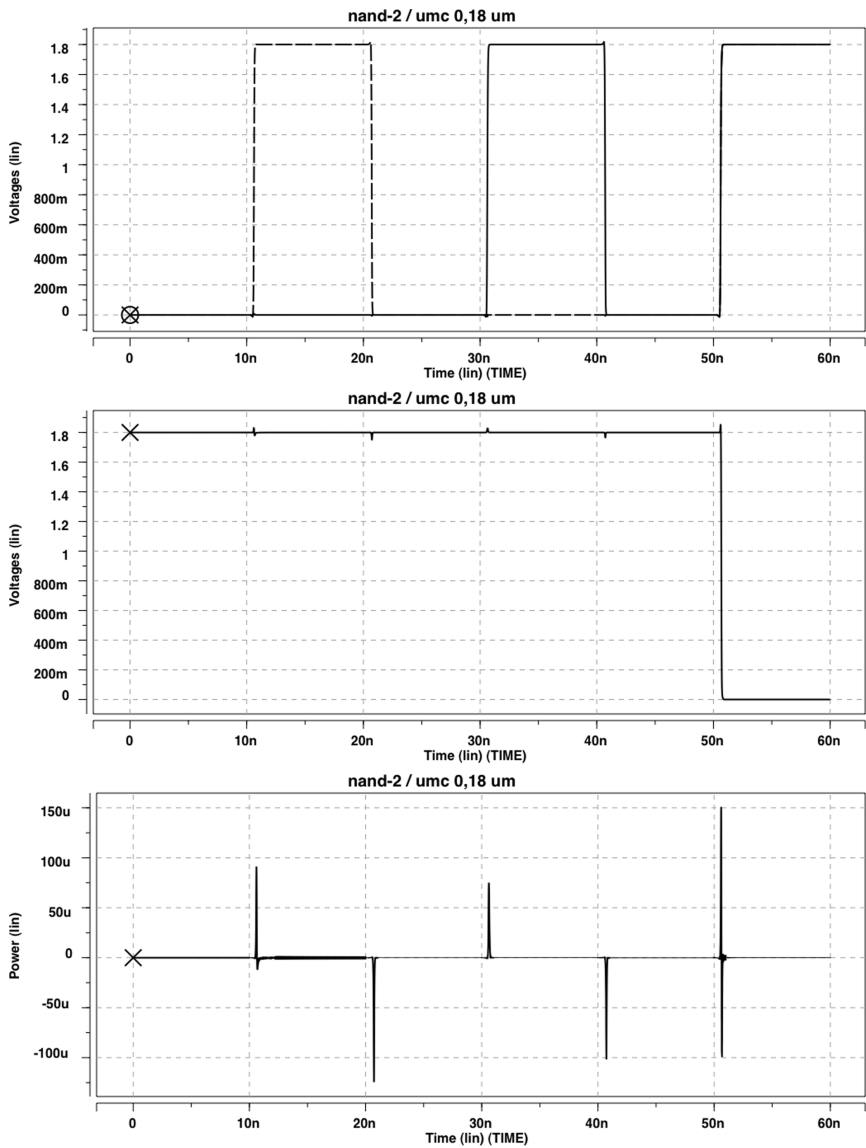 nand-2 / umc 0,18 um
Voltages (lin)
1.8
1.6
1.4
1.2
1
800m
600m
400m
200m
0
0 10n 20n 30n 40n 50n 60n
Time (lin) (TIME)
nand-2 / umc 0,18 um
Voltages (lin)
1.8
1.6
1.4
1.2
1
800m
600m
400m
200m
0
0 10n 20n 30n 40n 50n 60n
Time (lin) (TIME)
nand-2 / umc 0,18 um
Power (lin)
150u
100u
50u
0
-50u
-100u
0 10n 20n 30n 40n 50n 60n
Time (lin) (TIME)